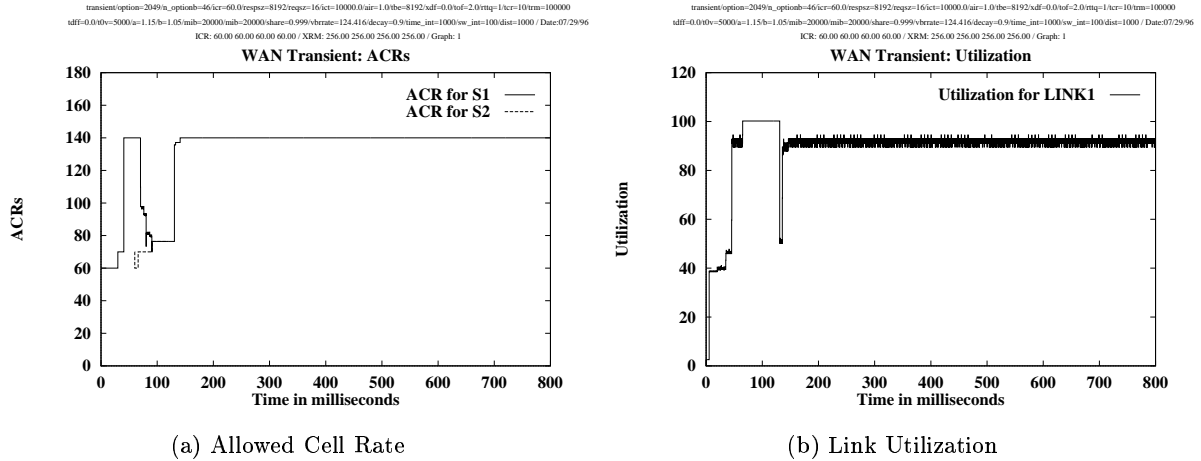 transient/option=2049/n_optionb=46/icr=60.0/respsz=8192/reqsz=16/ict=10000.0/air=1.0/tbe=8192/xdf=0.0/tof=2.0/rttq=1/tcr=10/trm=100000
tdff=0.0/t0v=5000/a=1.15/b=1.05/mib=20000/mib=20000/share=0.999/vbrrate=124.416/decay=0.9/time_int=1000/sw_int=100/dist=1000 / Date:07/29/96
ICR: 60.00 60.00 60.00 60.00 / XRM: 256.00 256.00 256.00 256.00 / Graph: 1
WAN Transient: ACRs
180
160
140
120
100
80
60
40
20
0
ACRs
ACR for S1
ACR for S2
0 100 200 300 400 500 600 700 800
Time in milliseconds
(a) Allowed Cell Rate
transient/option=2049/n_optionb=46/icr=60.0/respsz=8192/reqsz=16/ict=10000.0/air=1.0/tbe=8192/xdf=0.0/tof=2.0/rttq=1/tcr=10/trm=100000
tdff=0.0/t0v=5000/a=1.15/b=1.05/mib=20000/mib=20000/share=0.999/vbrrate=124.416/decay=0.9/time_int=1000/sw_int=100/dist=1000 / Date:07/29/96
ICR: 60.00 60.00 60.00 60.00 / XRM: 256.00 256.00 256.00 256.00 / Graph: 1
WAN Transient: Utilization
120
100
80
60
40
20
0
Utilization
Utilization for LINK1
0 100 200 300 400 500 600 700 800
Time in milliseconds
(b) Link Utilization